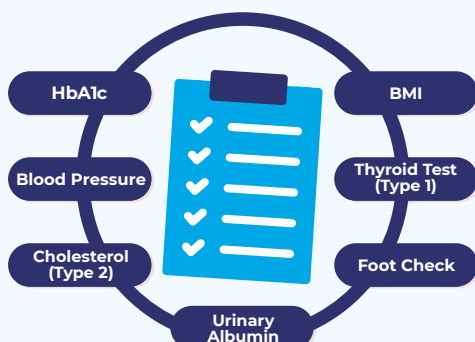 HbA1c
BMI
Blood Pressure
Thyroid Test
(Type 1)
Cholesterol
(Type 2)
Foot Check
Urinary
Albumin